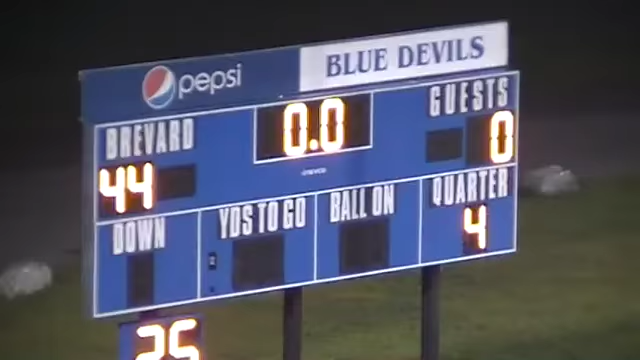 pepsi
BLUE DEVILS
BREVARD
0.0
GUESTS
44
0
DOWN
YDS TO GO
BALL ON
QUARTER
4
25